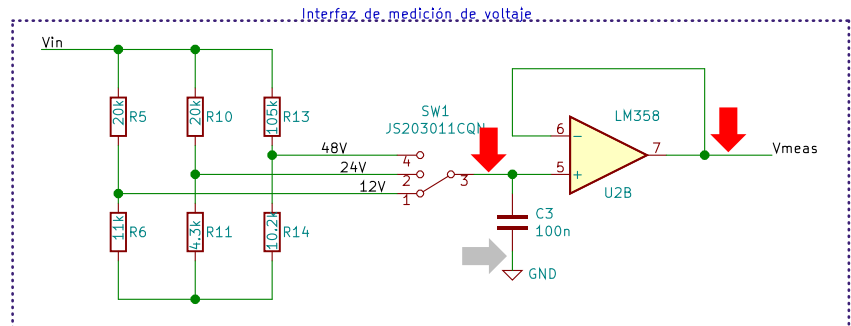 Interfaz de medición de voltaje
Vin
20k R5
20k R10
105k R13
SW1
JS203011CQN
48V
4
24V
2
12V
1
3
LM358
6
5
7
Vmeas
U2B
11k R6
4.3k R11
10.2k R14
C3
100n
GND